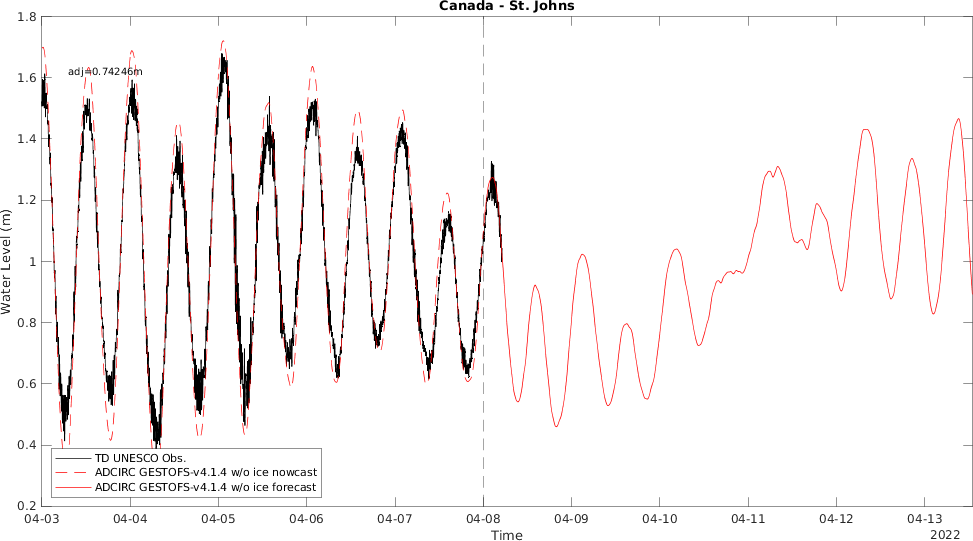 Canada - St. Johns
1.8
1.6
1.4
1.2
1
0.8
0.6
0.4
0.2
Water Level (m)
adj=0.74246m
TD UNESCO Obs.
ADCIRC GESTOFS-v4.1.4 w/o ice nowcast
ADCIRC GESTOFS-v4.1.4 w/o ice forecast
04-03 04-04 04-05 04-06 04-07 04-08 04-09 04-10 04-11 04-12 04-13
Time
2022